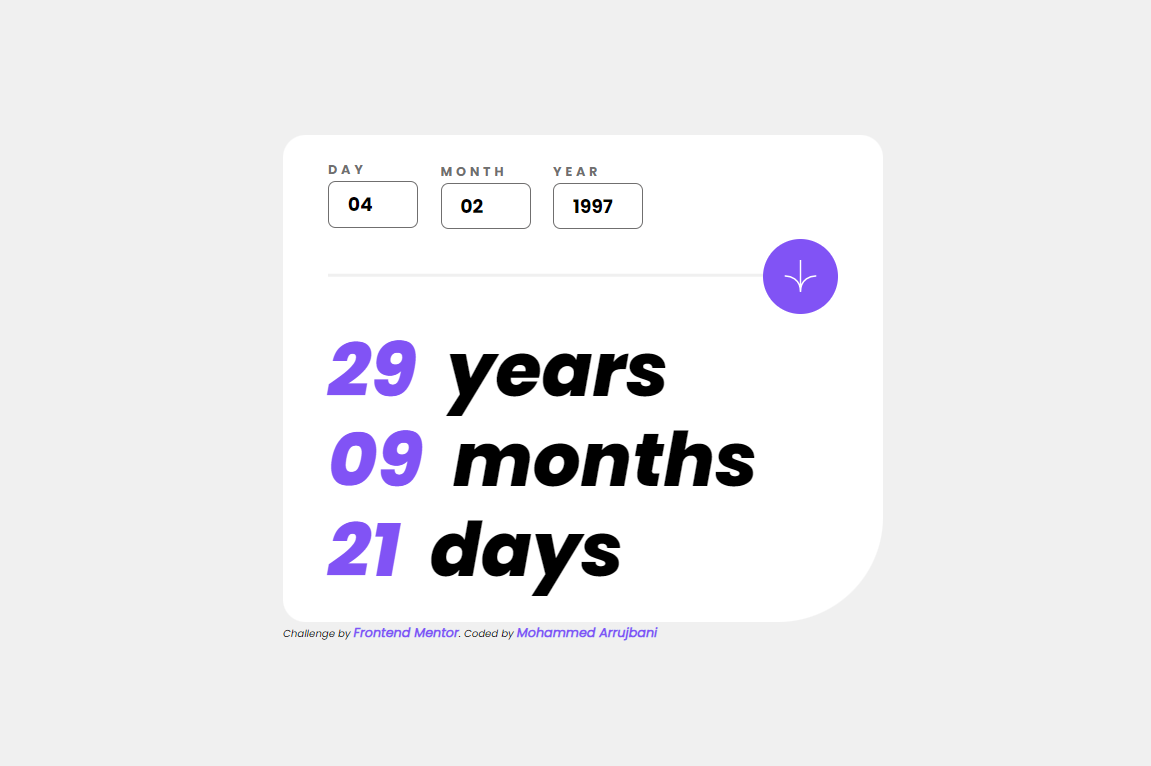 DAY MONTH YEAR
04 02 1997
29 years
09 months
21 days
Challenge by Frontend Mentor. Coded by Mohammed Arrujbani